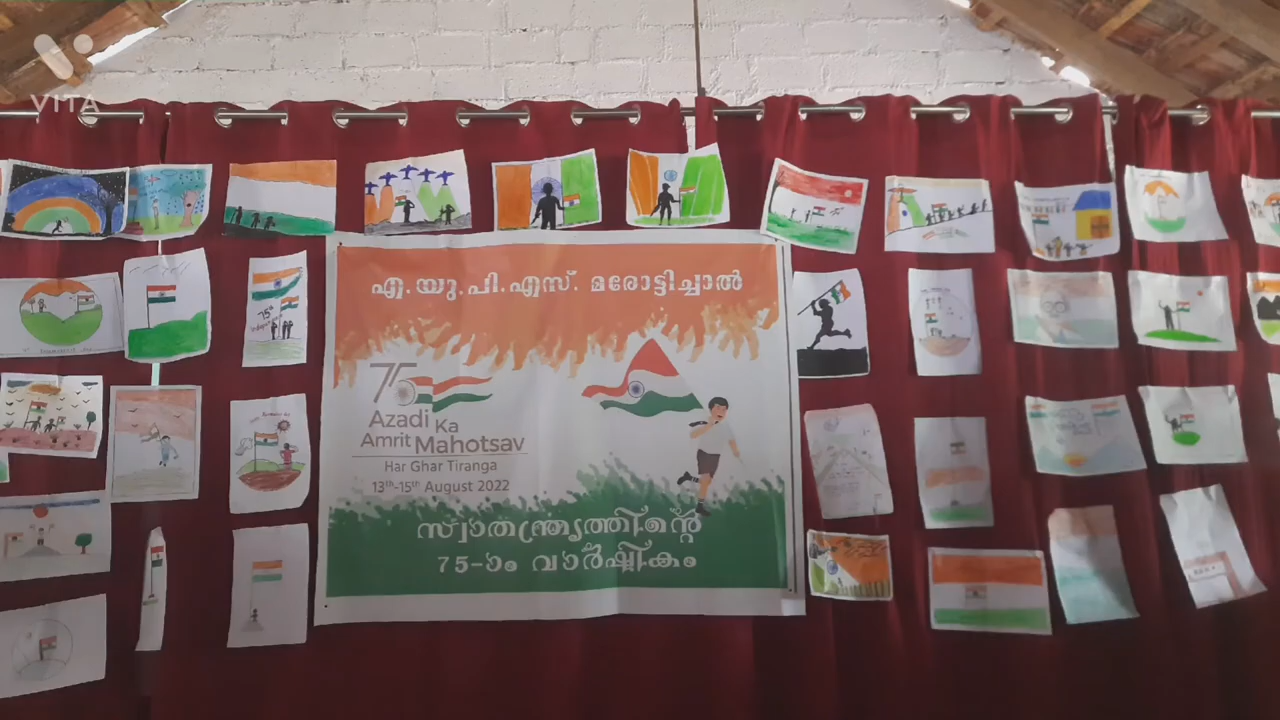 VITA
എ.യു.പി.എസ്. മരോട്ടിച്ചാൽ
75
Azadi Ka
Amrit Mahotsav
Har Ghar Tiranga
13th-15th August 2022
സ്വാതന്ത്ര്യത്തിന്റെ
75-ാം വാർഷികം
75th